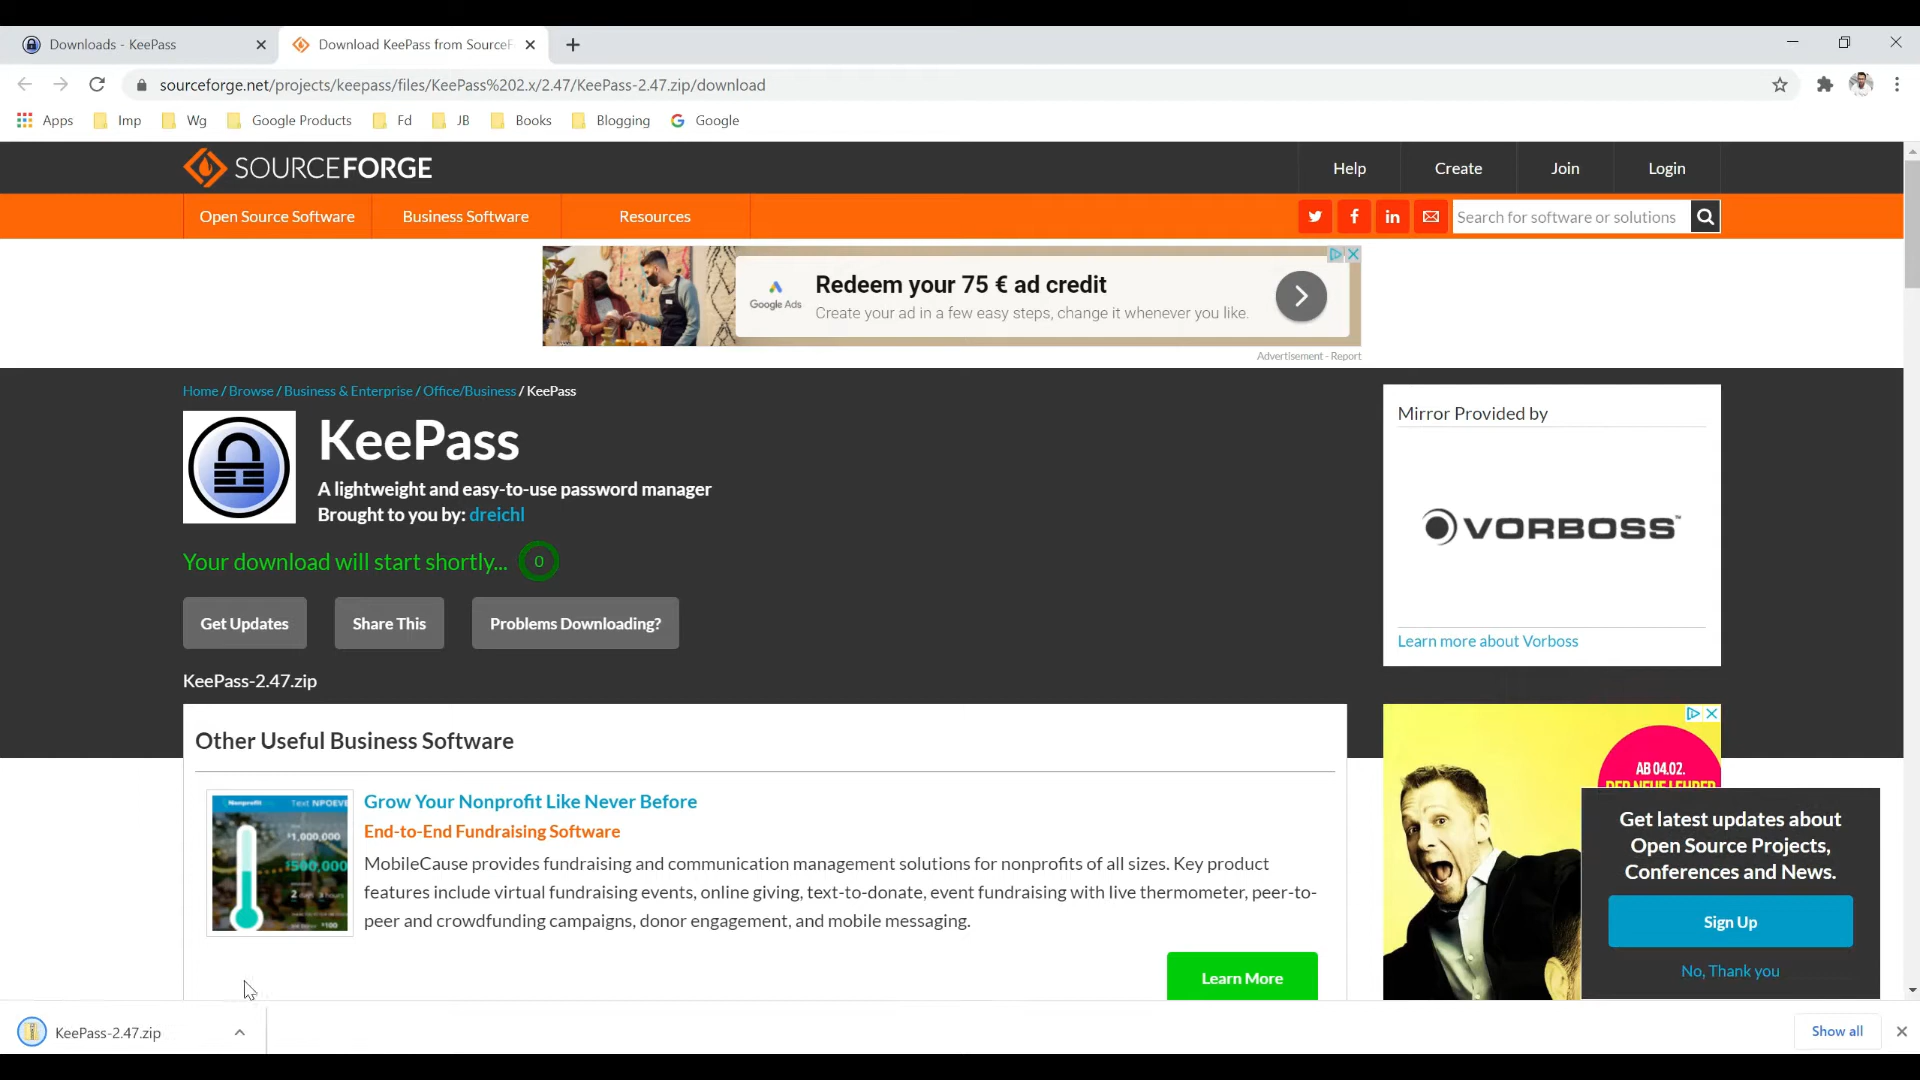 Downloads - KeePass
Download KeePass from SourceF
sourceforge.net/projects/keepass/files/KeePass%202.x/2.47/KeePass-2.47.zip/download
Apps
Imp
Wg
Google Products
Fd
JB
Books
Blogging
Google
SOURCEFORGE
Help
Create
Join
Login
Open Source Software
Business Software
Resources
Search for software or solutions
Google Ads
Redeem your 75 € ad credit
Create your ad in a few easy steps, change it whenever you like.
Advertisement - Report
Home / Browse / Business & Enterprise / Office/Business / KeePass
KeePass
A lightweight and easy-to-use password manager
Brought to you by: dreichl
Your download will start shortly... 0
Get Updates
Share This
Problems Downloading?
KeePass-2.47.zip
Mirror Provided by
VORBOSS™
Learn more about Vorboss
Other Useful Business Software
Nonprofit
$1,000,000
Grow Your Nonprofit Like Never Before
End-to-End Fundraising Software
MobileCause provides fundraising and communication management solutions for nonprofits of all sizes. Key product
features include virtual fundraising events, online giving, text-to-donate, event fundraising with live thermometer, peer-to-
peer and crowdfunding campaigns, donor engagement, and mobile messaging.
Learn More
AB 04.02.
DER NEUE LEHRER
Get latest updates about
Open Source Projects,
Conferences and News.
Sign Up
No, Thank you
KeePass-2.47.zip
Show all